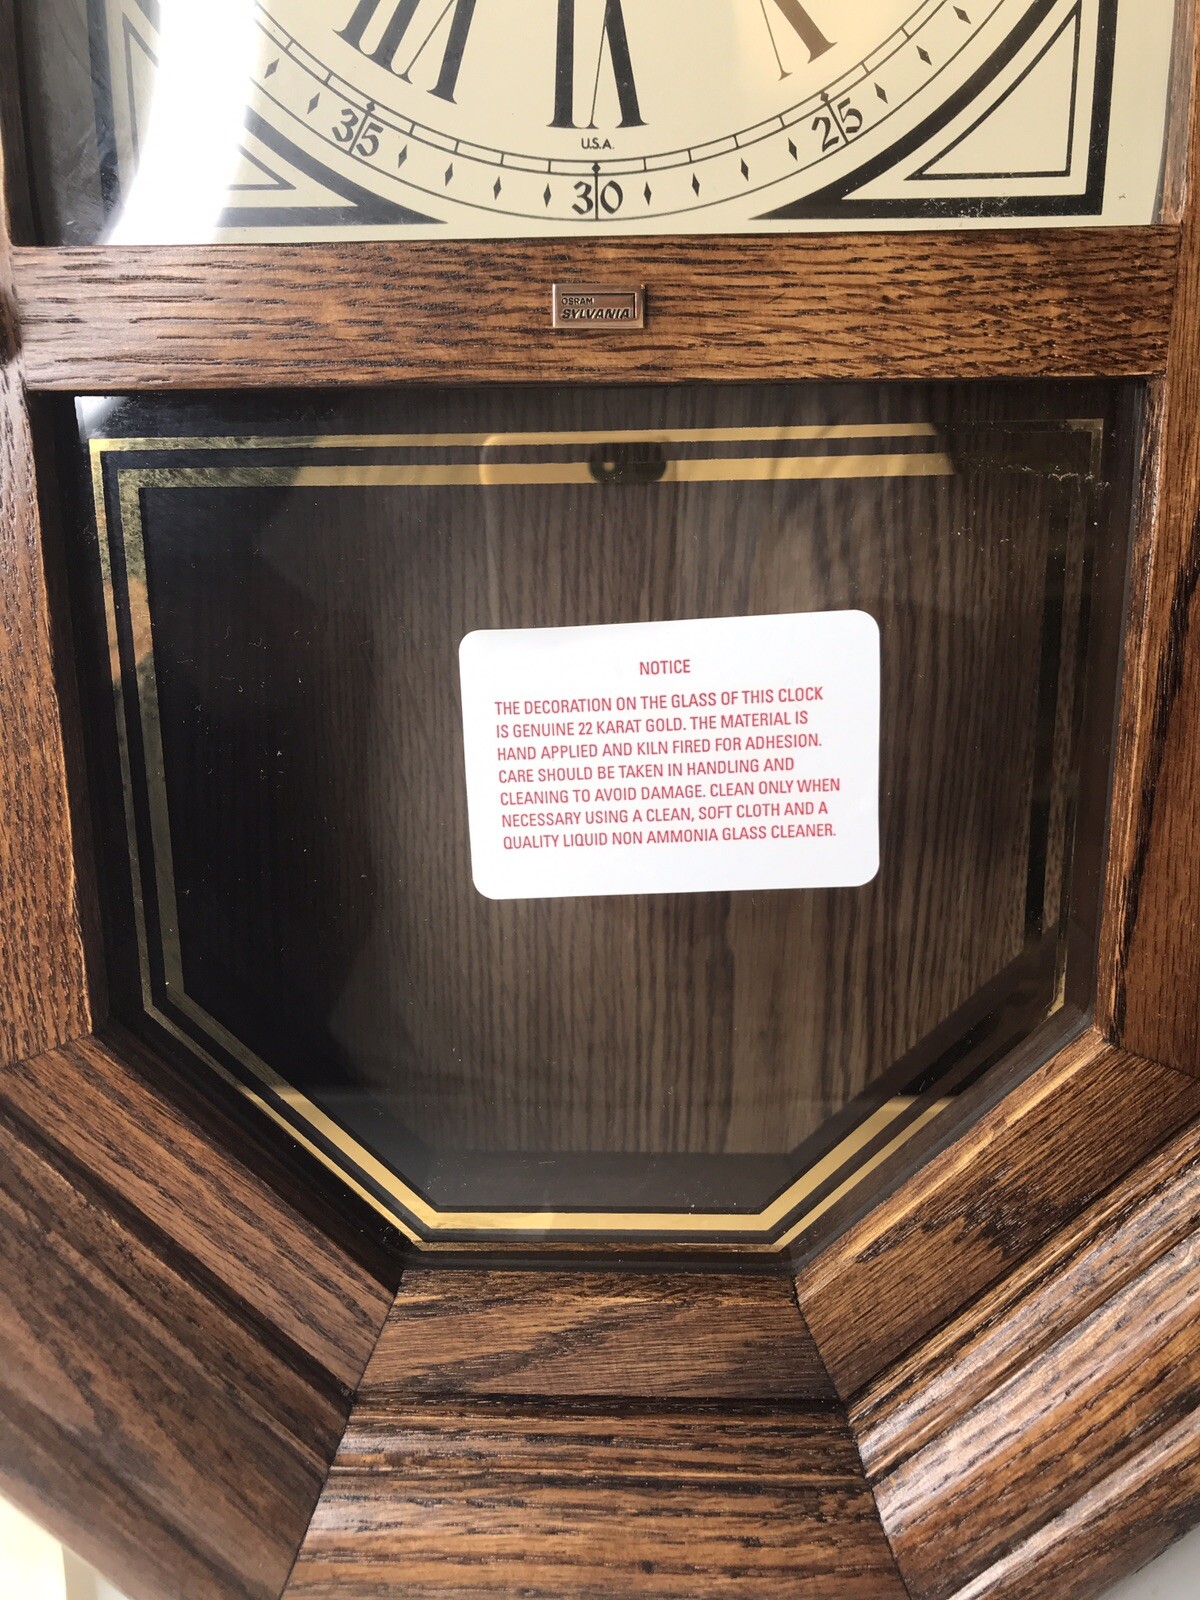 VII VI V
35 25
U.S.A.
30
OSRAM
SYLVANIA
NOTICE
THE DECORATION ON THE GLASS OF THIS CLOCK
IS GENUINE 22 KARAT GOLD. THE MATERIAL IS
HAND APPLIED AND KILN FIRED FOR ADHESION.
CARE SHOULD BE TAKEN IN HANDLING AND
CLEANING TO AVOID DAMAGE. CLEAN ONLY WHEN
NECESSARY USING A CLEAN, SOFT CLOTH AND A
QUALITY LIQUID NON AMMONIA GLASS CLEANER.